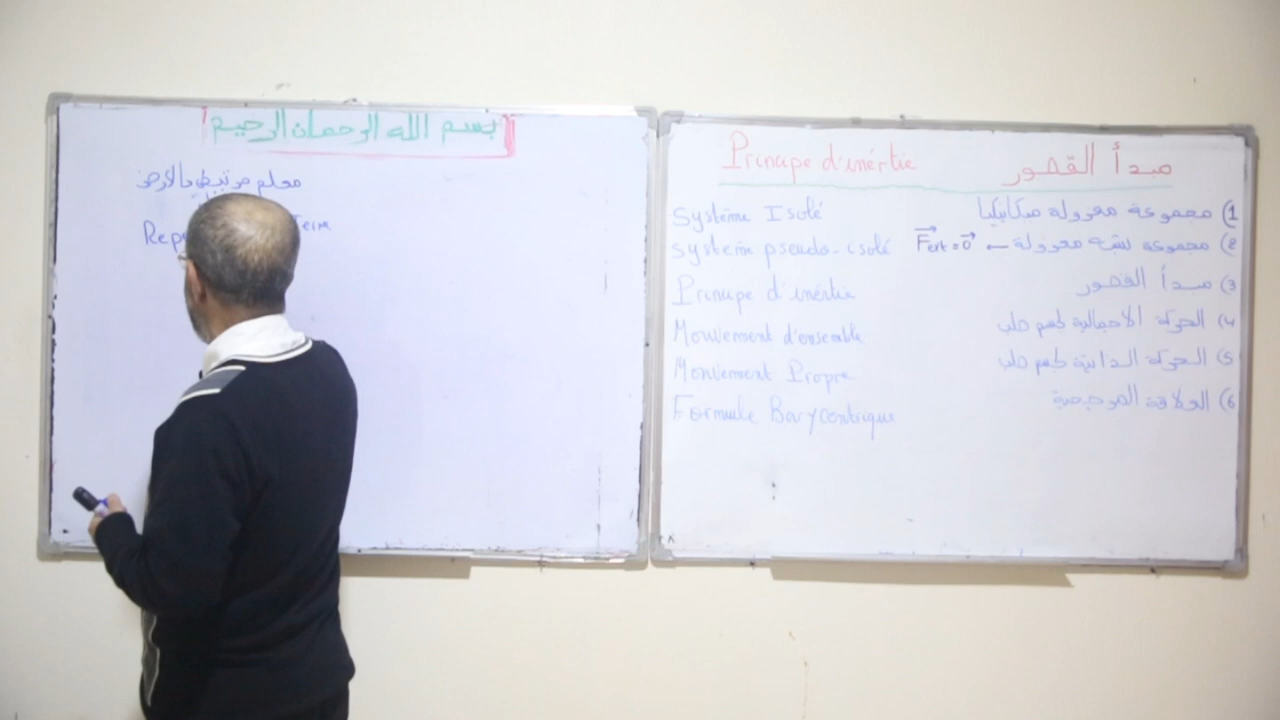 بسم الله الرحمان الرحيم
معلم مرتبط بالارض
Principe d'inértie مبدأ القصور
Système Isolé 1) مجموعة معزولة ميكانيكيا
système pseudo-isolé F⃗ext = 0⃗ ← 2) مجموعة شبه معزولة
Principe d'inértie 3) مبدأ القصور
Mouvement d'ensemble 4) الحركة الاجمالية لجسم صلب
Mouvement Propre 5) الحركة الذاتية لجسم صلب
Formule Barycentrique 6) العلاقة المرجحية